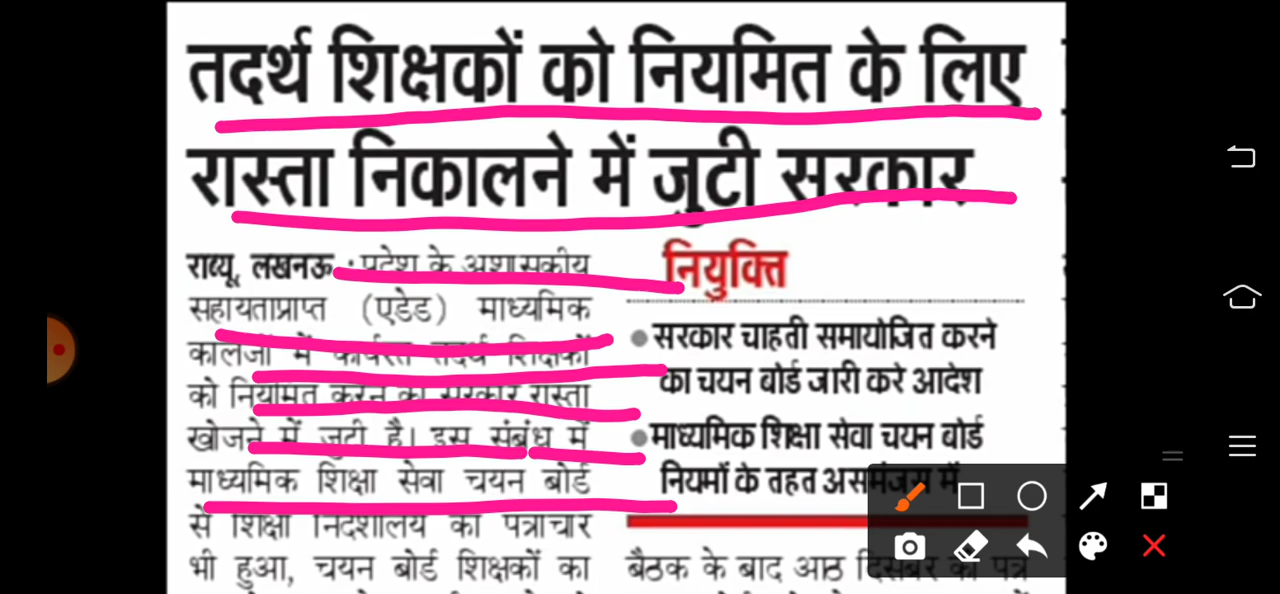 तदर्थ शिक्षकों को नियमित के लिए
रास्ता निकालने में जुटी सरकार
राब्यू, लखनऊ : प्रदेश के अशासकीय
सहायताप्राप्त (एडेड) माध्यमिक
कालेजों में कार्यरत तदर्थ शिक्षकों
को नियमित करने का सरकार रास्ता
खोजने में जुटी है। इस संबंध में
माध्यमिक शिक्षा सेवा चयन बोर्ड
से शिक्षा निदेशालय का पत्राचार
भी हुआ, चयन बोर्ड शिक्षकों का
नियुक्ति
सरकार चाहती समायोजित करने
का चयन बोर्ड जारी करे आदेश
माध्यमिक शिक्षा सेवा चयन बोर्ड
नियमों के तहत असमंजस में
बैठक के बाद आठ दिसंबर को पत्र